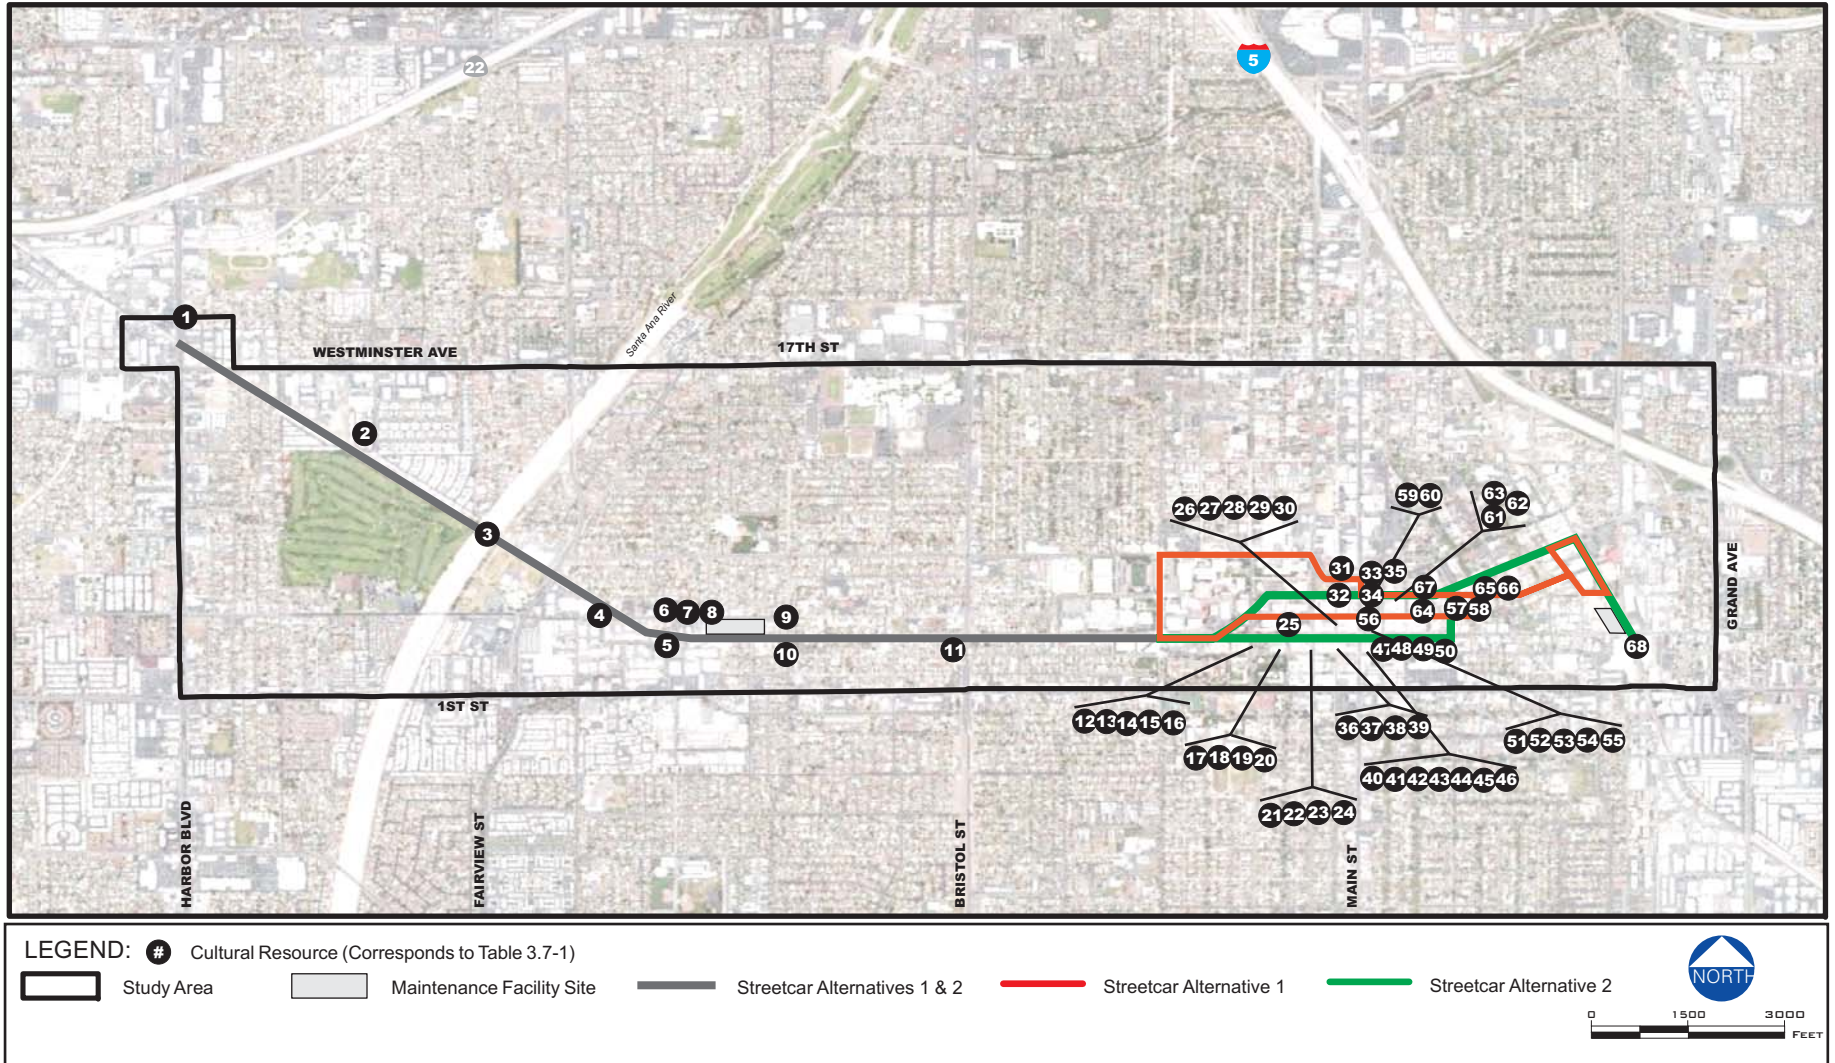 22
5
Santa Ana River
1
WESTMINSTER AVE
17TH ST
2
3
26 27 28 29 30
59 60
63
62
61
31 33 35
32 34
67
65 66
4
6 7 8
9
25
56
64
57 58
5
10
11
47 48 49 50
68
GRAND AVE
1ST ST
12 13 14 15 16
17 18 19 20
36 37 38 39
51 52 53 54 55
40 41 42 43 44 45 46
21 22 23 24
HARBOR BLVD
FAIRVIEW ST
BRISTOL ST
MAIN ST
LEGEND: # Cultural Resource (Corresponds to Table 3.7-1)
Study Area
Maintenance Facility Site
Streetcar Alternatives 1 & 2
Streetcar Alternative 1
Streetcar Alternative 2
NORTH
0 1500 3000
FEET